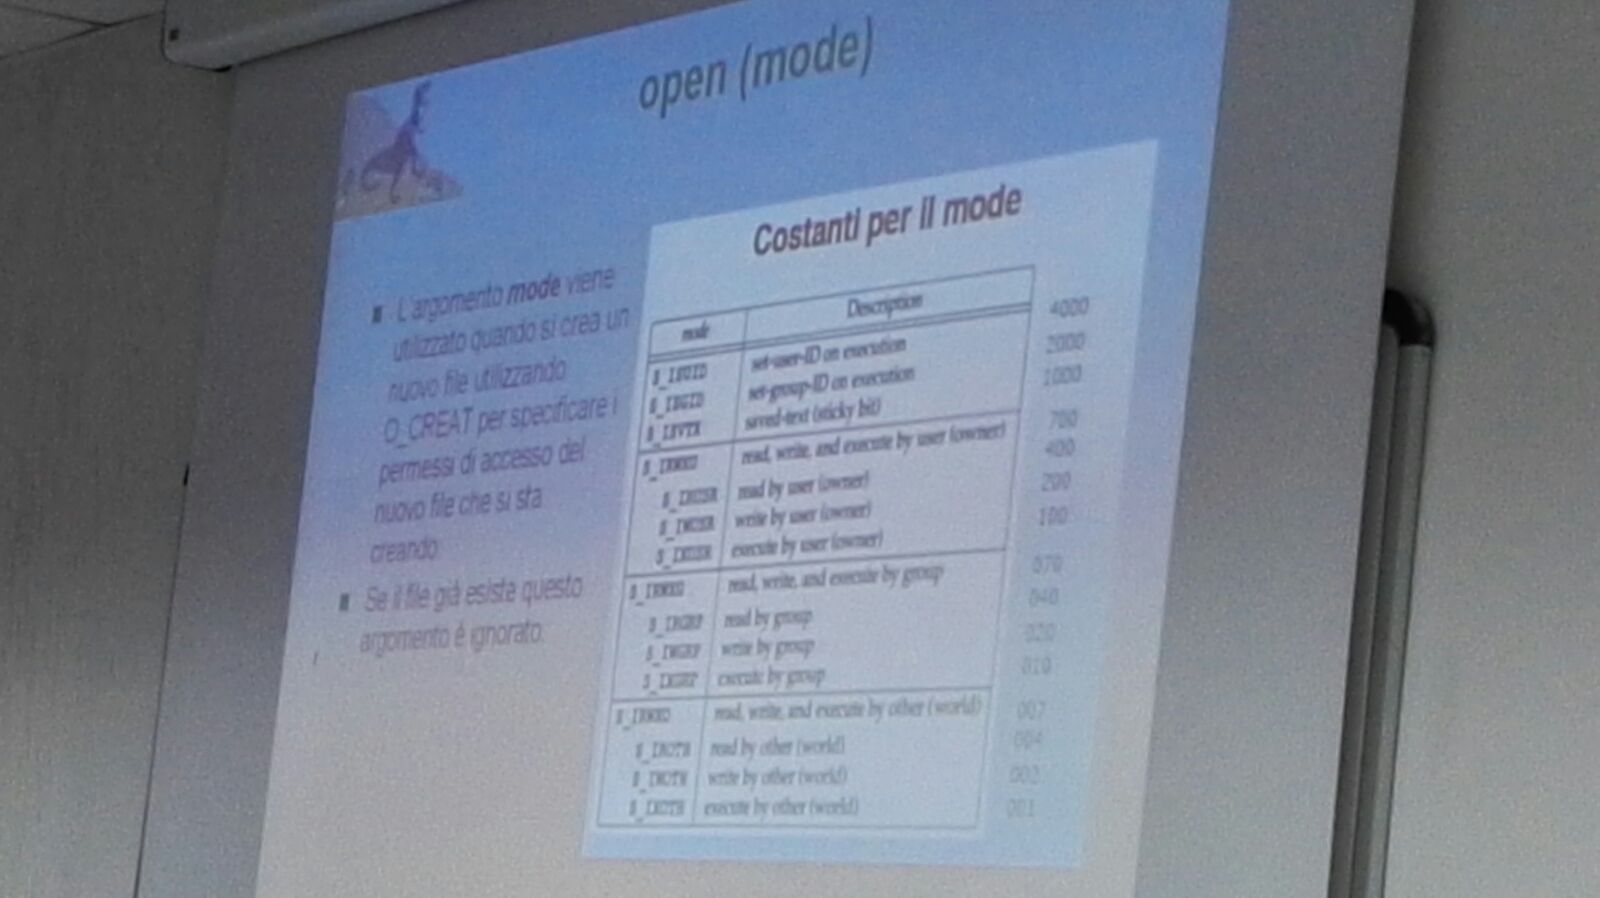 open (mode)
L'argomento mode viene
utilizzato quando si crea un
nuovo file utilizzando
O_CREAT per specificare i
permessi di accesso del
nuovo file che si sta
creando
Se il file già esiste questo
argomento è ignorato.
Costanti per il mode
mode Description
S_ISUID set-user-ID on execution 4000
S_ISGID set-group-ID on execution 2000
S_ISVTX saved-text (sticky bit) 1000
read, write, and execute by user (owner) 700
S_IRUSR read by user (owner) 400
S_IWUSR write by user (owner) 200
S_IXUSR execute by user (owner) 100
read, write, and execute by group 070
S_IRGRP read by group 040
S_IWGRP write by group 020
S_IXGRP execute by group 010
read, write, and execute by other (world) 007
S_IROTH read by other (world) 004
S_IWOTH write by other (world) 002
S_IXOTH execute by other (world) 001